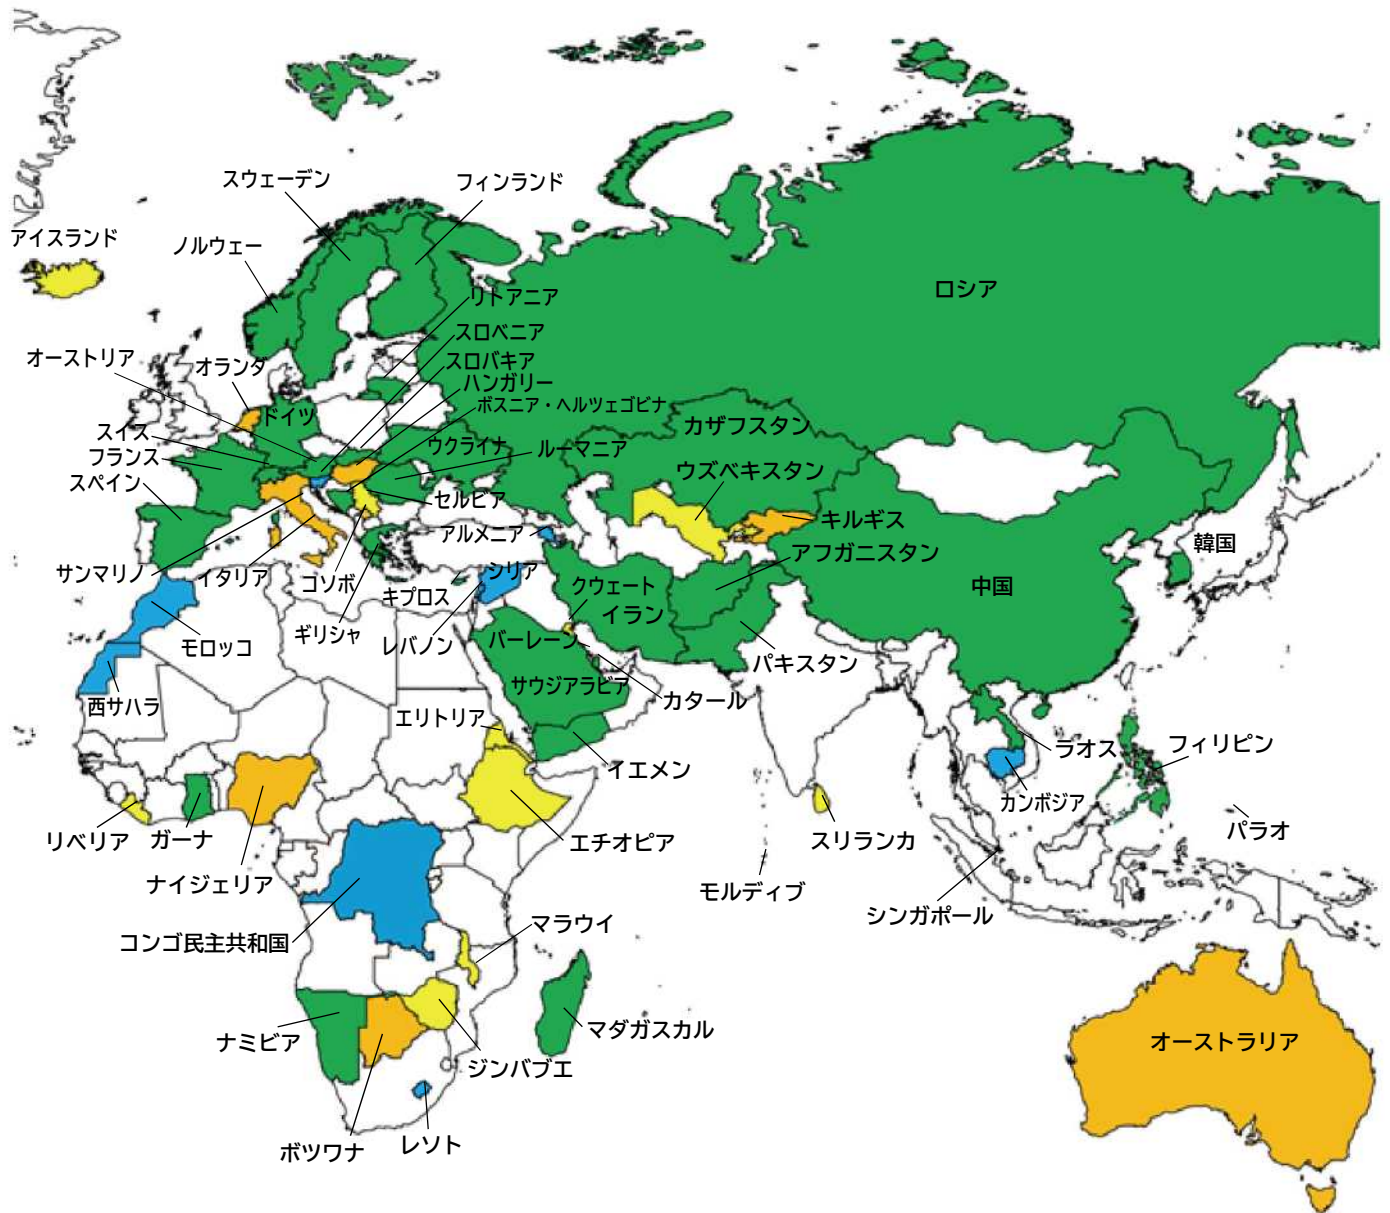 スウェーデン
フィンランド
アイスランド
ノルウェー
ロシア
リトアニア
スロベニア
オーストリア
オランダ
スロバキア
ハンガリー
ボスニア・ヘルツェゴビナ
ドイツ
カザフスタン
スイス
ウクライナ
ルーマニア
フランス
ウズベキスタン
スペイン
セルビア
キルギス
アルメニア
韓国
アフガニスタン
サンマリノ
イタリア
コソボ
シリア
キプロス
クウェート
イラン
中国
ギリシャ
モロッコ
レバノン
バーレーン
パキスタン
西サハラ
サウジアラビア
カタール
エリトリア
ラオス
フィリピン
イエメン
カンボジア
リベリア
ガーナ
エチオピア
スリランカ
パラオ
ナイジェリア
モルディブ
シンガポール
コンゴ民主共和国
マラウイ
ナミビア
マダガスカル
オーストラリア
ジンバブエ
ボツワナ
レソト